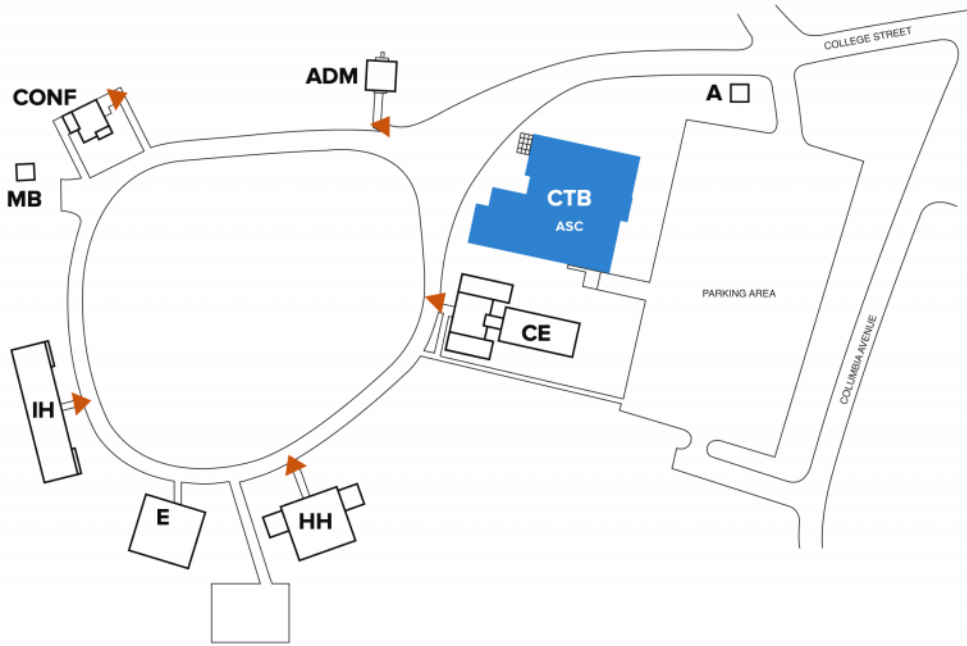 COLLEGE STREET
ADM
A
CONF
MB
CTB
ASC
PARKING AREA
CE
COLUMBIA AVENUE
IH
E
HH